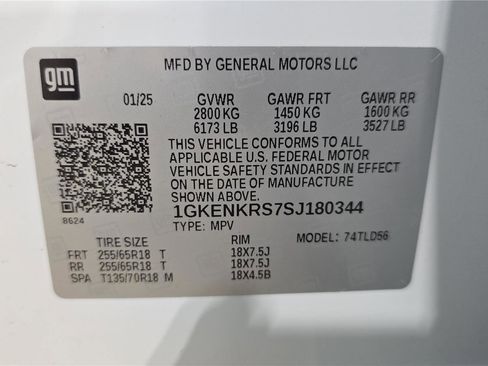 gm
MFD BY GENERAL MOTORS LLC
01/25 GVWR GAWR FRT GAWR RR
2800 KG 1450 KG 1600 KG
6173 LB 3196 LB 3527 LB
THIS VEHICLE CONFORMS TO ALL
APPLICABLE U.S. FEDERAL MOTOR
VEHICLE SAFETY STANDARDS IN EFFECT
ON THE DATE OF MANUFACTURE SHOWN ABOVE.
8624
1GKENKRS7SJ180344
TYPE: MPV MODEL: 74TLD56
TIRE SIZE RIM
FRT 255/65R18 T 18X7.5J
RR 255/65R18 T 18X7.5J
SPA T135/70R18 M 18X4.5B